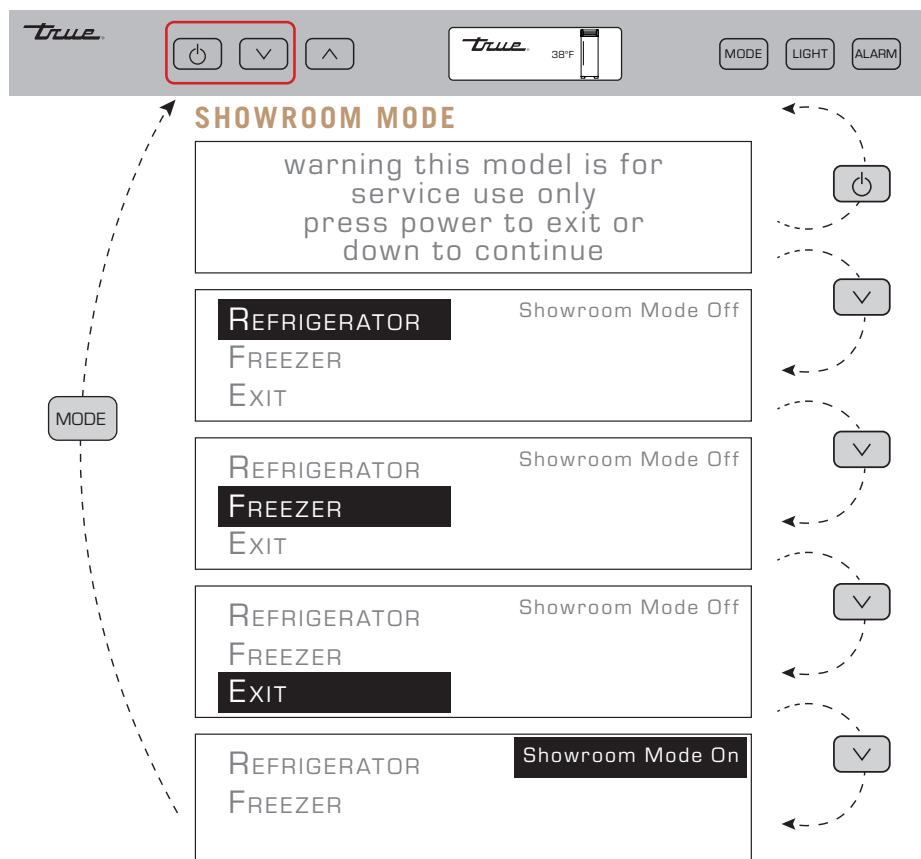 True. True. 38°F MODE LIGHT ALARM
SHOWROOM MODE
warning this model is for
service use only
press power to exit or
down to continue
REFRIGERATOR Showroom Mode Off
FREEZER
EXIT
MODE
REFRIGERATOR Showroom Mode Off
FREEZER
EXIT
REFRIGERATOR Showroom Mode Off
FREEZER
EXIT
REFRIGERATOR Showroom Mode On
FREEZER